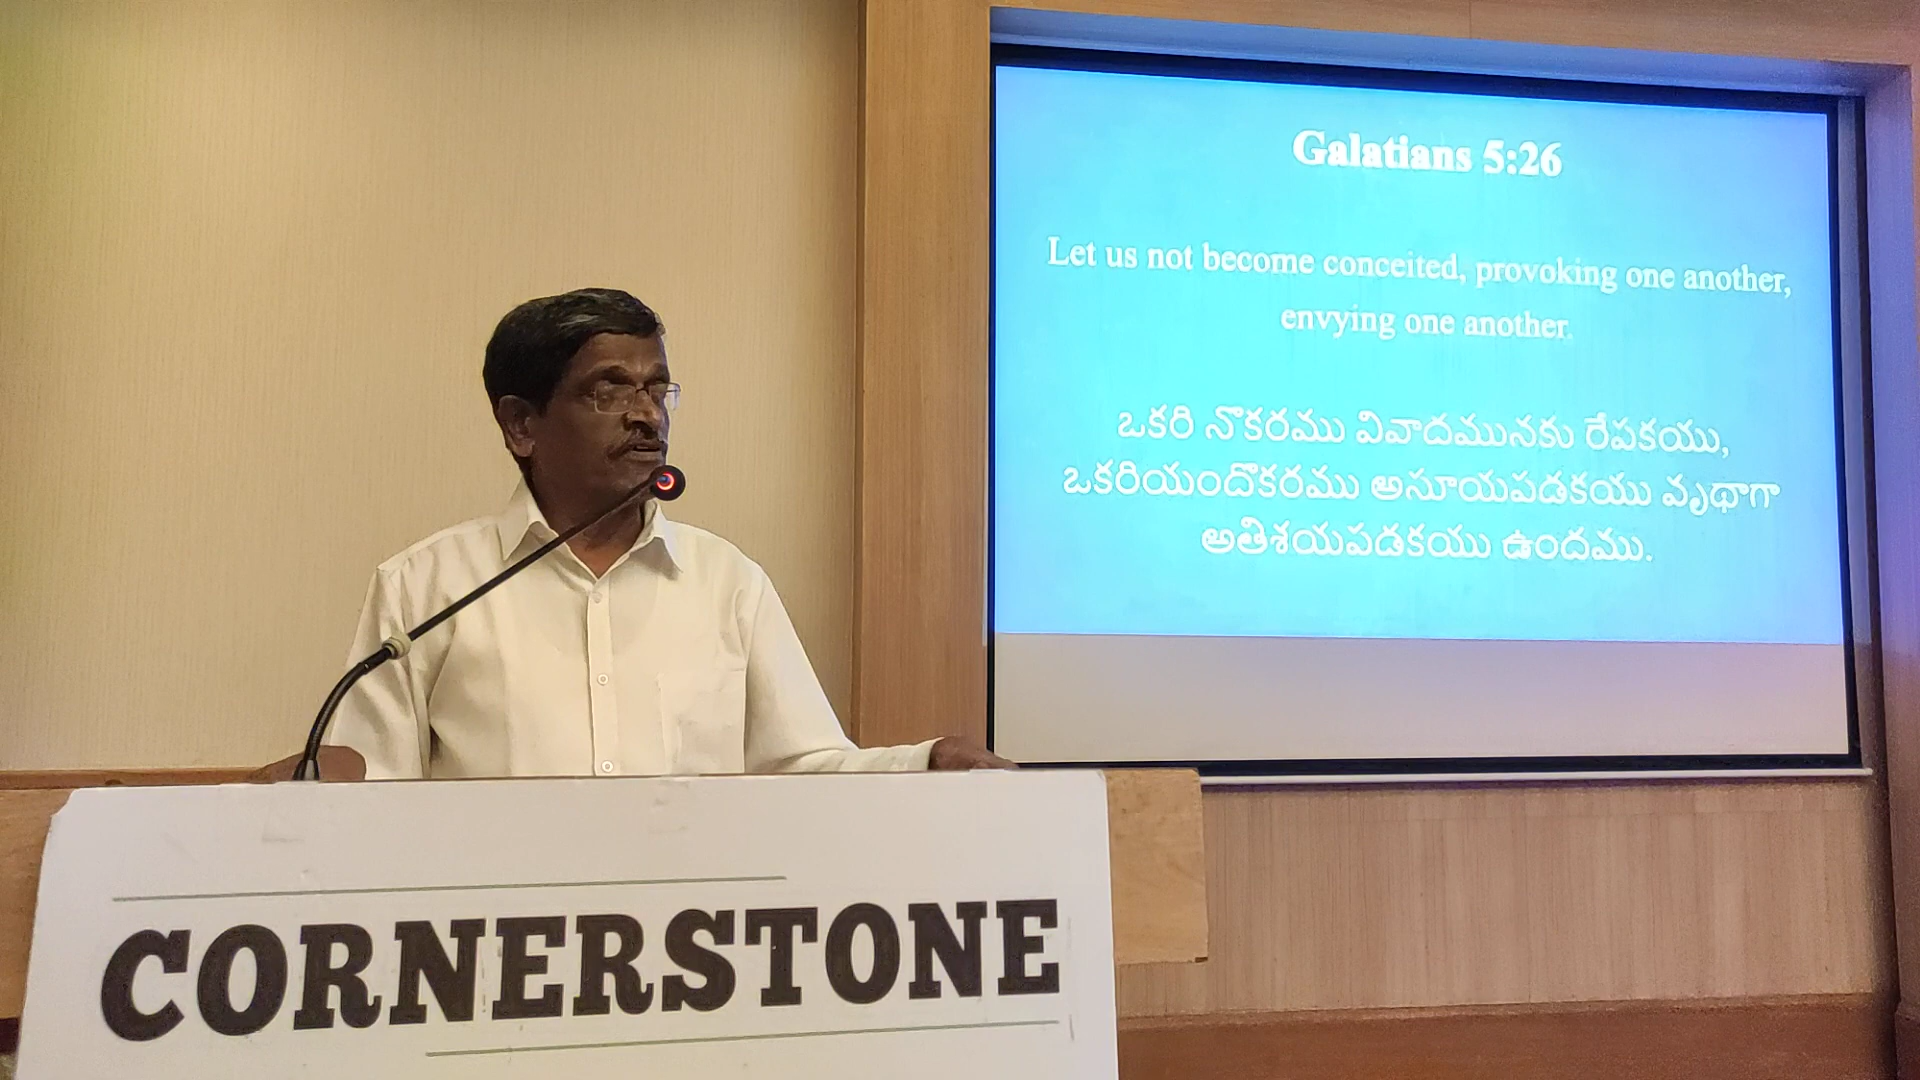 Galatians 5:26
Let us not become conceited, provoking one another,
envying one another.
ఒకరి నొకరము వివాదమునకు రేపకయు,
ఒకరియందొకరము అసూయపడకయు వృథాగా
అతిశయపడకయు ఉందము.
CORNERSTONE